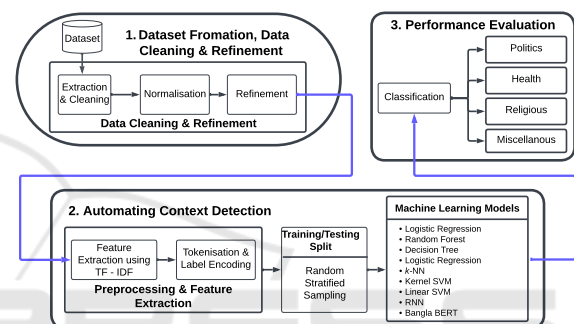 Dataset
1. Dataset Fromation, Data
Cleaning & Refinement
Extraction
& Cleaning
Normalisation
Refinement
Data Cleaning & Refinement
3. Performance Evaluation
Classification
Politics
Health
Religious
Miscellanous
2. Automating Context Detection
Feature
Extraction using
TF - IDF
Tokenisation &
Label Encoding
Preprocessing & Feature
Extraction
Training/Testing
Split
Random
Stratified
Sampling
Machine Learning Models
• Logistic Regression
• Random Forest
• Decision Tree
• Logistic Regression
• k-NN
• Kernel SVM
• Linear SVM
• RNN
• Bangla BERT